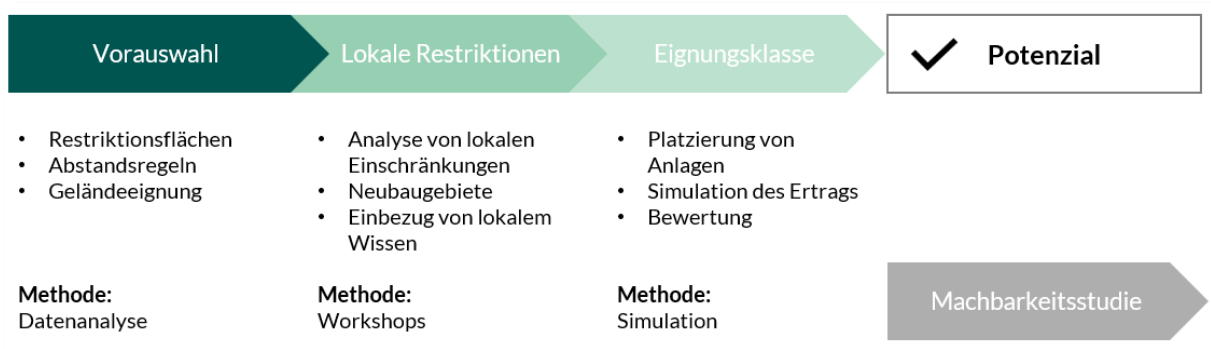 Vorauswahl
Lokale Restriktionen
Eignungsklasse
Potenzial
• Restriktionsflächen
• Abstandsregeln
• Geländeeignung
Methode:
Datenanalyse
• Analyse von lokalen
Einschränkungen
• Neubaugebiete
• Einbezug von lokalem
Wissen
Methode:
Workshops
• Platzierung von
Anlagen
• Simulation des Ertrags
• Bewertung
Methode:
Simulation
Machbarkeitsstudie